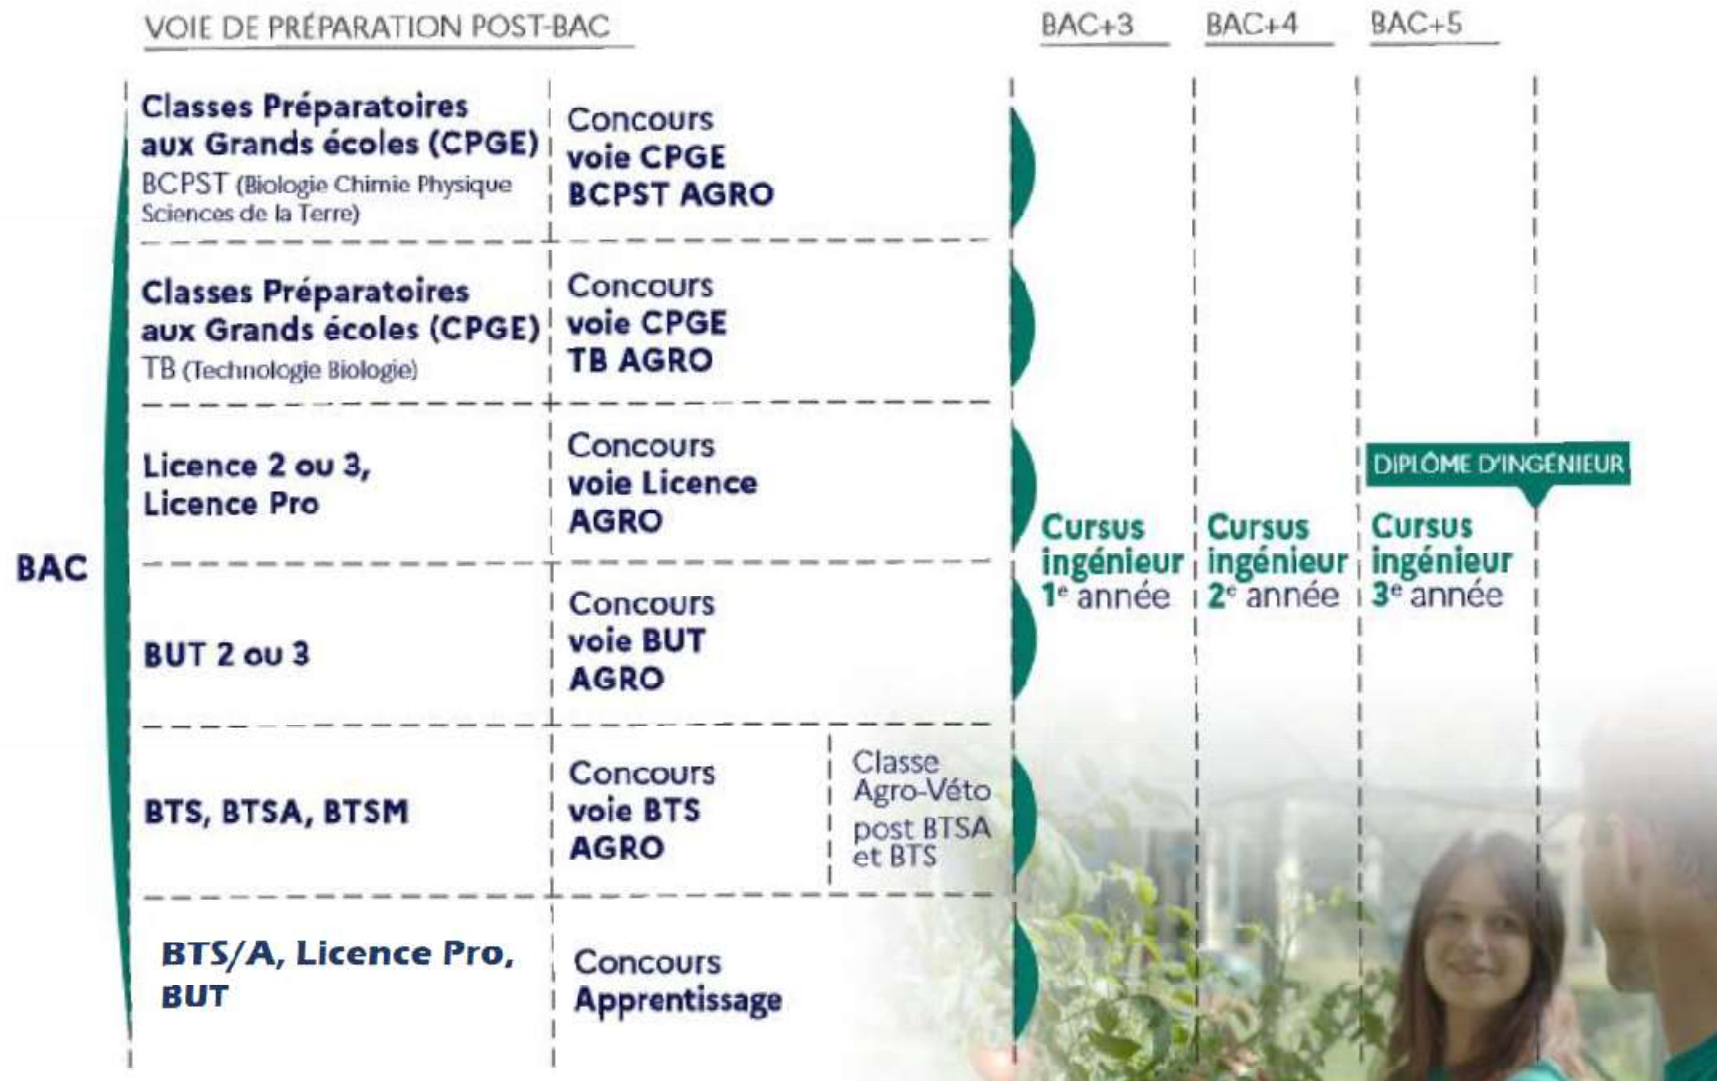 VOIE DE PRÉPARATION POST-BAC
BAC+3
BAC+4
BAC+5
BAC
Classes Préparatoires
aux Grands écoles (CPGE)
BCPST (Biologie Chimie Physique
Sciences de la Terre)
Concours
voie CPGE
BCPST AGRO
Classes Préparatoires
aux Grands écoles (CPGE)
TB (Technologie Biologie)
Concours
voie CPGE
TB AGRO
Licence 2 ou 3,
Licence Pro
Concours
voie Licence
AGRO
BUT 2 ou 3
Concours
voie BUT
AGRO
BTS, BTSA, BTSM
Concours
voie BTS
AGRO
Classe
Agro-Véto
post BTSA
et BTS
BTS/A, Licence Pro,
BUT
Concours
Apprentissage
Cursus
ingénieur
1e année
Cursus
ingénieur
2e année
DIPLÔME D'INGÉNIEUR
Cursus
ingénieur
3e année